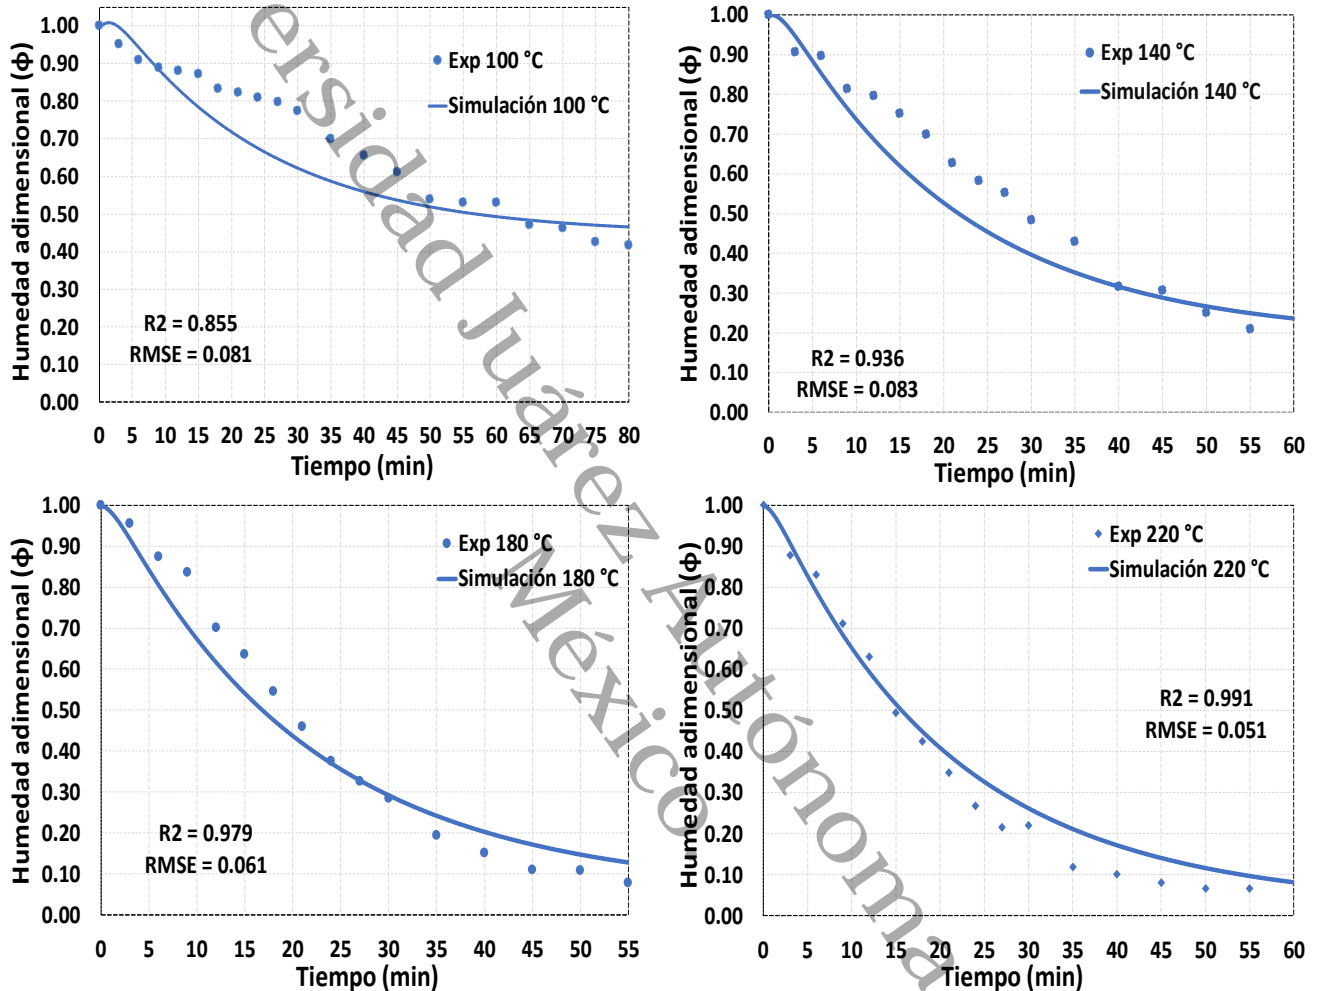 1.00
0.90
0.80
0.70
0.60
0.50
0.40
0.30
0.20
0.10
0.00
Humedad adimensional (ф)
Exp 100 °C
Simulación 100 °C
R2 = 0.855
RMSE = 0.081
0 5 10 15 20 25 30 35 40 45 50 55 60 65 70 75 80
Tiempo (min)
1.00
0.90
0.80
0.70
0.60
0.50
0.40
0.30
0.20
0.10
0.00
Humedad adimensional (ф)
Exp 140 °C
Simulación 140 °C
R2 = 0.936
RMSE = 0.083
0 5 10 15 20 25 30 35 40 45 50 55 60
Tiempo (min)
1.00
0.90
0.80
0.70
0.60
0.50
0.40
0.30
0.20
0.10
0.00
Humedad adimensional (ф)
Exp 180 °C
Simulación 180 °C
R2 = 0.979
RMSE = 0.061
0 5 10 15 20 25 30 35 40 45 50 55
Tiempo (min)
1.00
0.90
0.80
0.70
0.60
0.50
0.40
0.30
0.20
0.10
0.00
Humedad adimensional (ф)
Exp 220 °C
Simulación 220 °C
R2 = 0.991
RMSE = 0.051
0 5 10 15 20 25 30 35 40 45 50 55 60
Tiempo (min)
ersidad Juárez Autónoma
México